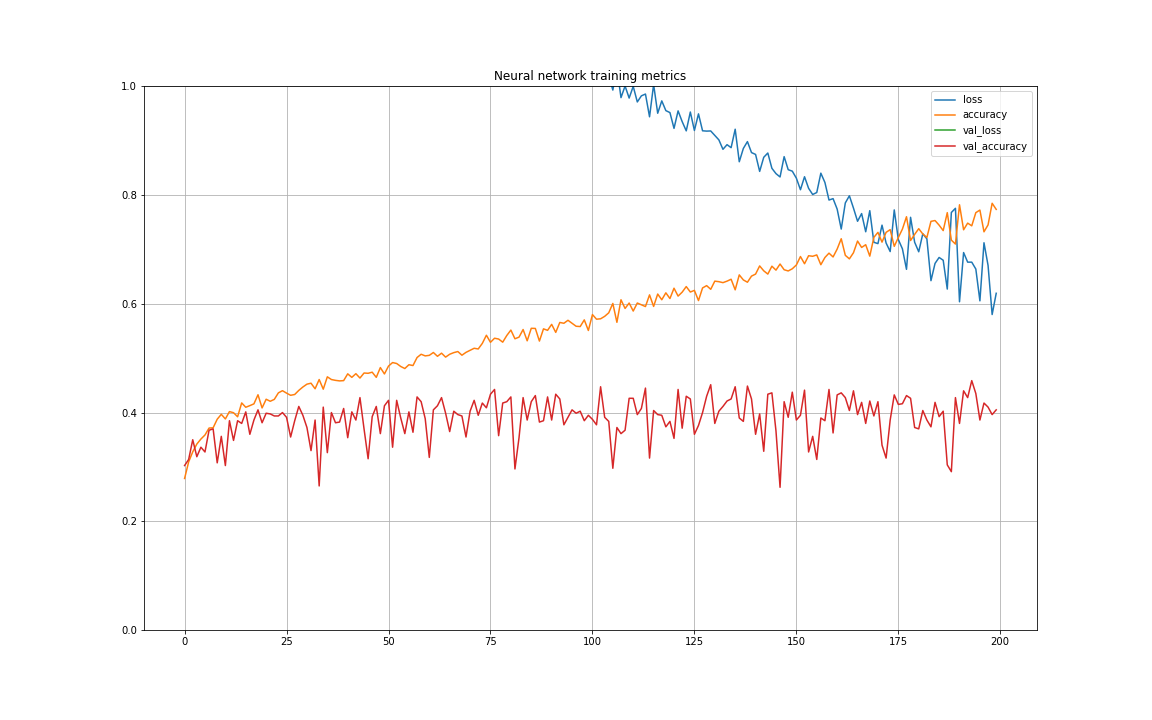 Neural network training metrics
1.0
0.8
0.6
0.4
0.2
0.0
loss
accuracy
val_loss
val_accuracy
0 25 50 75 100 125 150 175 200